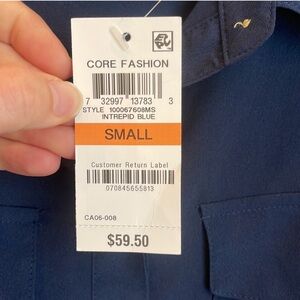 CORE FASHION
7 32997 13783 3
STYLE 100067608MS
INTREPID BLUE
SMALL
Customer Return Label
070845655813
CA06-008
$59.50